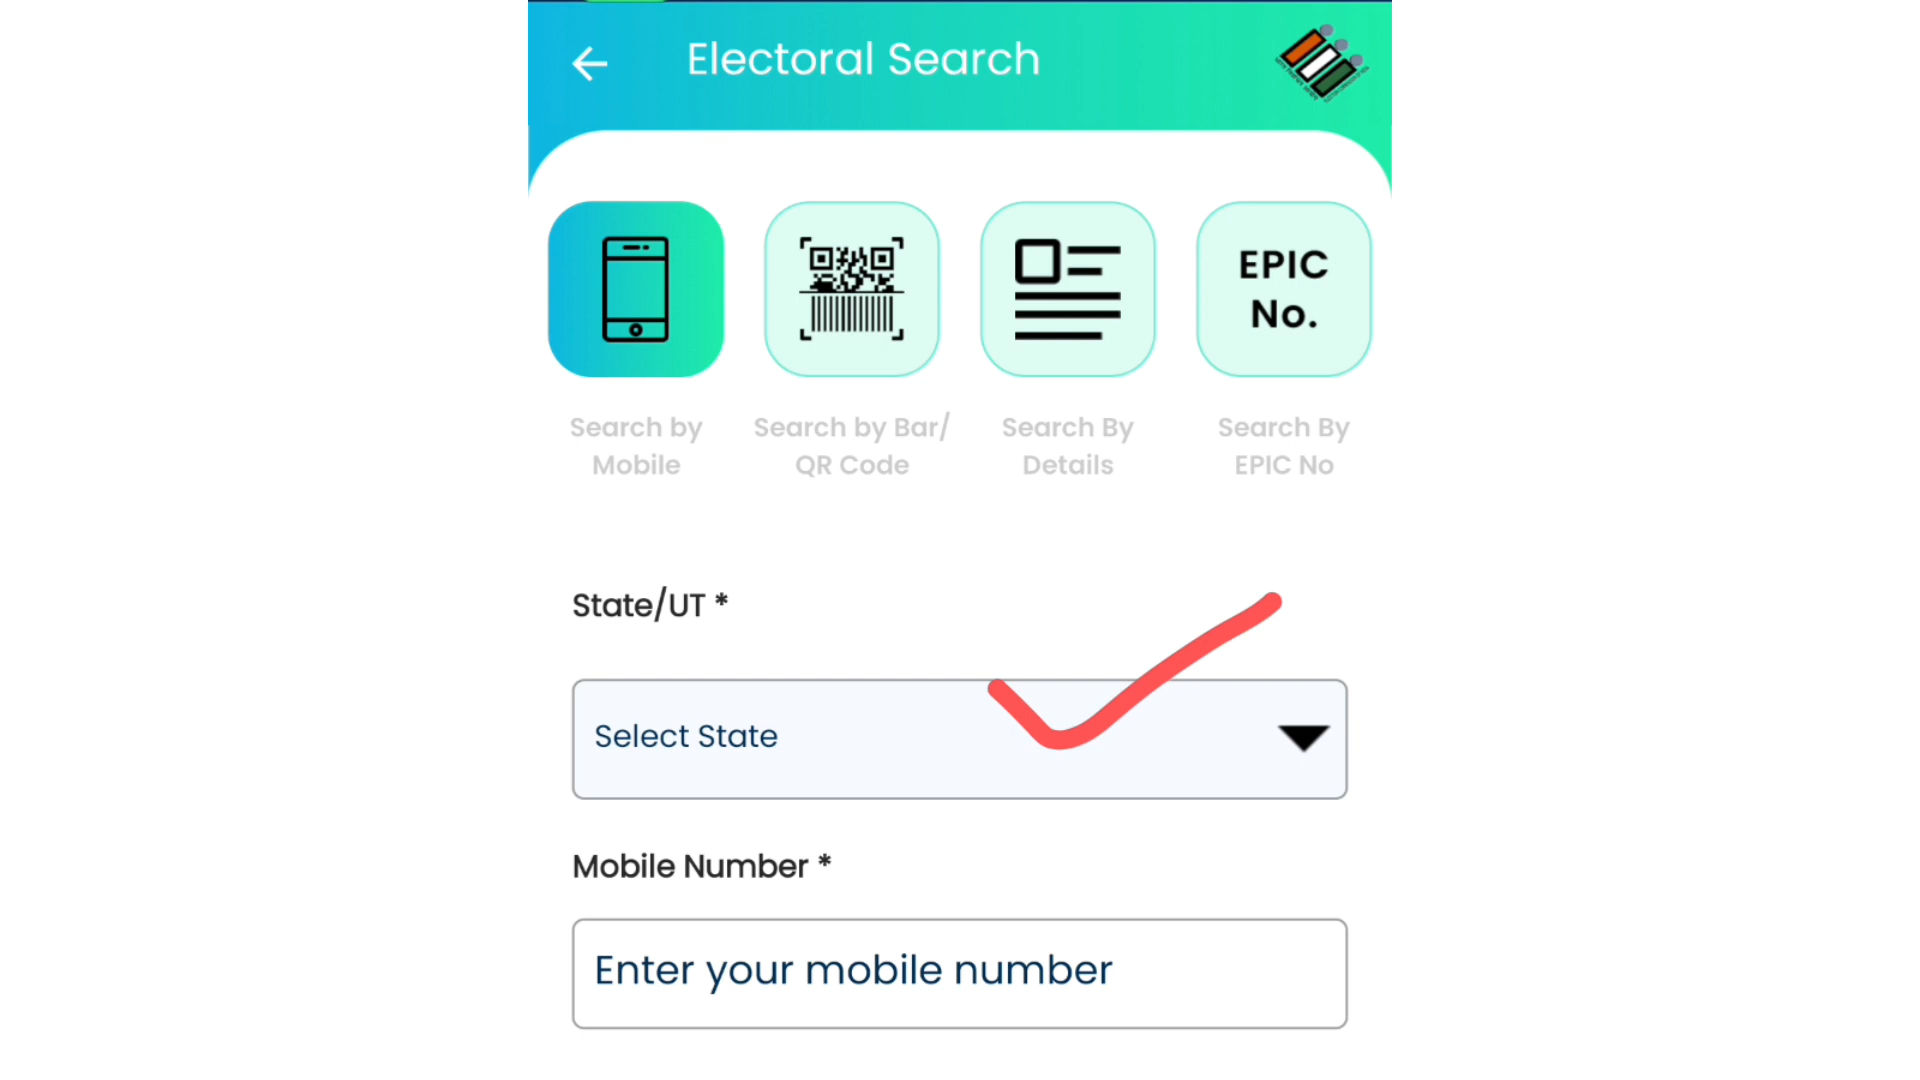 Electoral Search
EPIC
No.
Search by
Mobile
Search by Bar/
QR Code
Search By
Details
Search By
EPIC No
State/UT *
Select State
Mobile Number *
Enter your mobile number